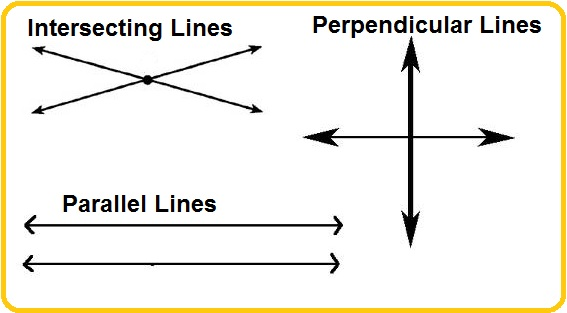 Intersecting Lines
Perpendicular Lines
Parallel Lines